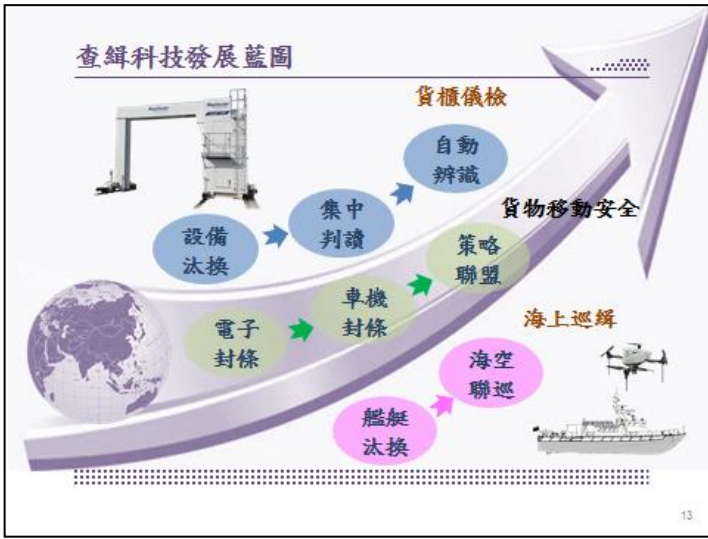 查緝科技發展藍圖
貨櫃儀檢
自動
辨識
集中
判讀
設備
汰換
貨物移動安全
策略
聯盟
車機
封條
電子
封條
海上巡緝
海空
聯巡
艦艇
汰換
13